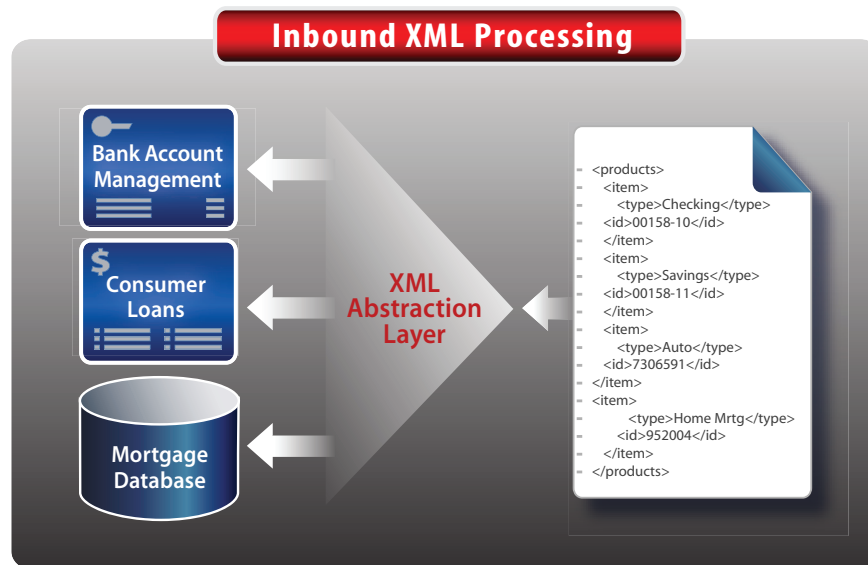 Inbound XML Processing
Bank Account
Management
$
Consumer
Loans
Mortgage
Database
XML
Abstraction
Layer
<products>
<item>
<type>Checking</type>
<id>00158-10</id>
</item>
<item>
<type>Savings</type>
<id>00158-11</id>
</item>
<item>
<type>Auto</type>
<id>7306591</id>
</item>
<item>
<type>Home Mrtg</type>
<id>952004</id>
</item>
</products>